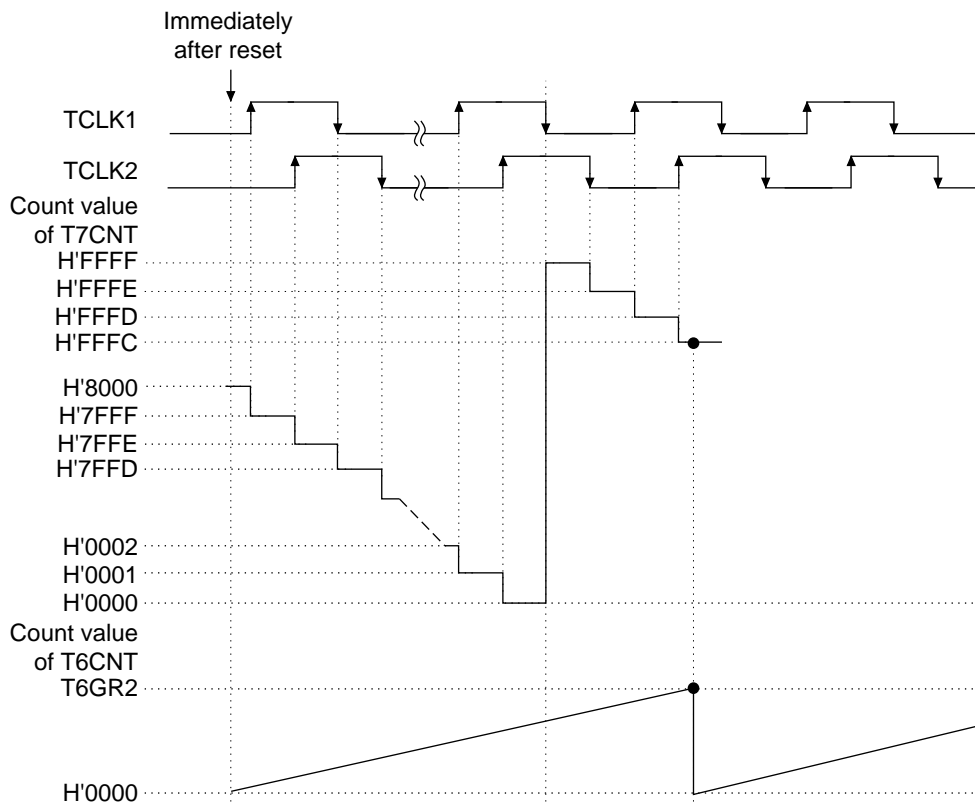 Immediately
after reset
TCLK1
TCLK2
Count value
of T7CNT
H'FFFF
H'FFFE
H'FFFD
H'FFFC
H'8000
H'7FFF
H'7FFE
H'7FFD
H'0002
H'0001
H'0000
Count value
of T6CNT
T6GR2
H'0000